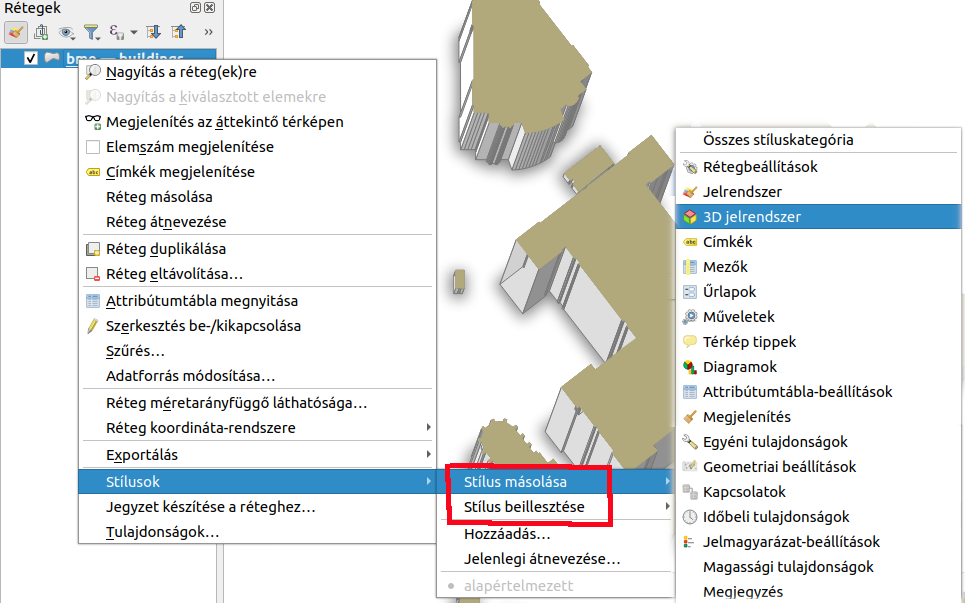 Rétegek
»
Nagyítás a réteg(ek)re
Nagyítás a kiválasztott elemekre
Megjelenítés az áttekintő térképen
Elemszám megjelenítése
abc Címkék megjelenítése
Réteg másolása
Réteg átnevezése
Réteg duplikálása
Réteg eltávolítása…
Attribútumtábla megnyitása
Szerkesztés be-/kikapcsolása
Szűrés…
Adatforrás módosítása…
Réteg méretarányfüggő láthatósága…
Réteg koordináta-rendszere
Exportálás
Stílusok
Jegyzet készítése a réteghez…
Tulajdonságok…
Stílus másolása
Stílus beillesztése
Hozzáadás…
Jelenlegi átnevezése…
alapértelmezett
Összes stíluskategória
Rétegbeállítások
Jelrendszer
3D jelrendszer
abc Címkék
Mezők
Űrlapok
Műveletek
Térkép tippek
Diagramok
Attribútumtábla-beállítások
Megjelenítés
Egyéni tulajdonságok
Geometriai beállítások
Kapcsolatok
Időbeli tulajdonságok
Jelmagyarázat-beállítások
Magassági tulajdonságok
Megjegyzés